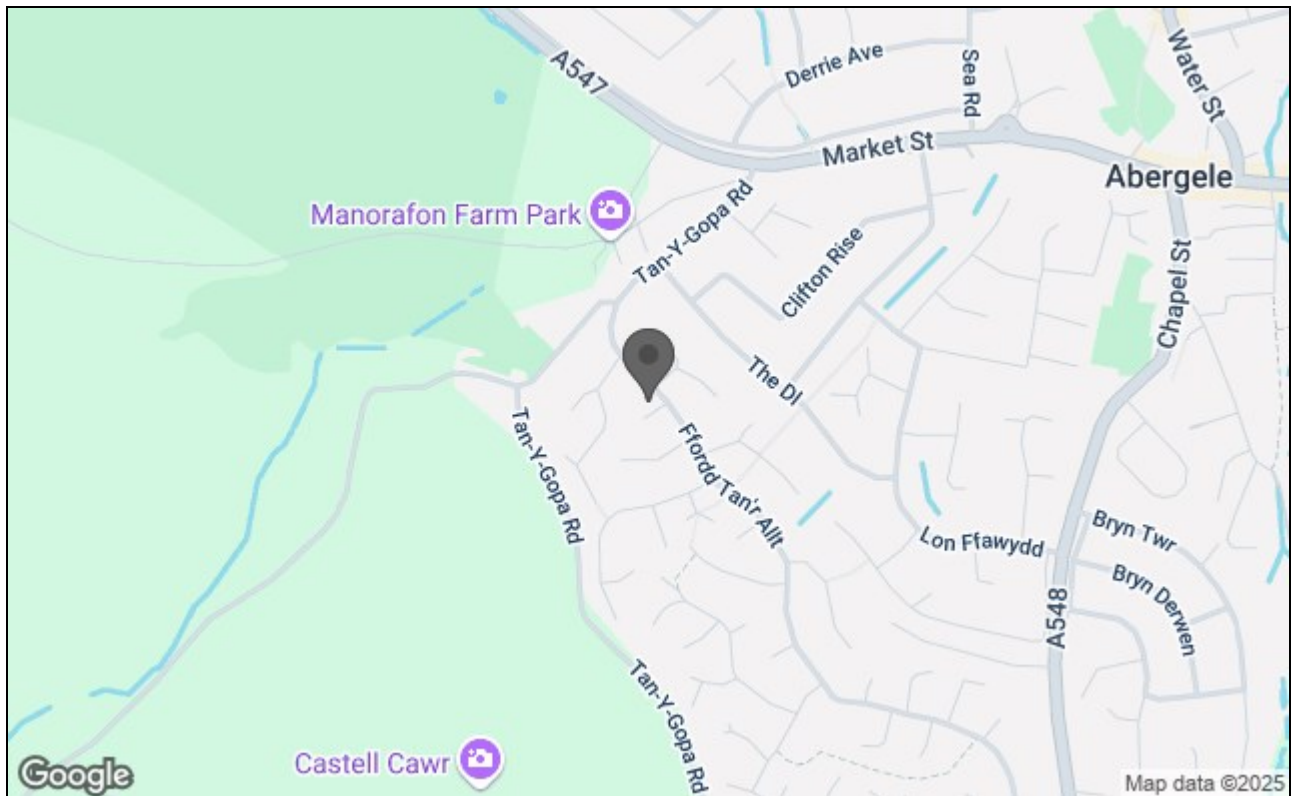 A547
Derrie Ave
Sea Rd
Water St
Market St
Abergele
Manorafon Farm Park
Tan-Y-Gopa Rd
Clifton Rise
Chapel St
The Dl
Tan-Y-Gopa Rd
Ffordd Tan'r Allt
Lon Ffawydd
Bryn Twr
Bryn Derwen
A548
Tan-Y-Gopa Rd
Castell Cawr
Google
Map data ©2025